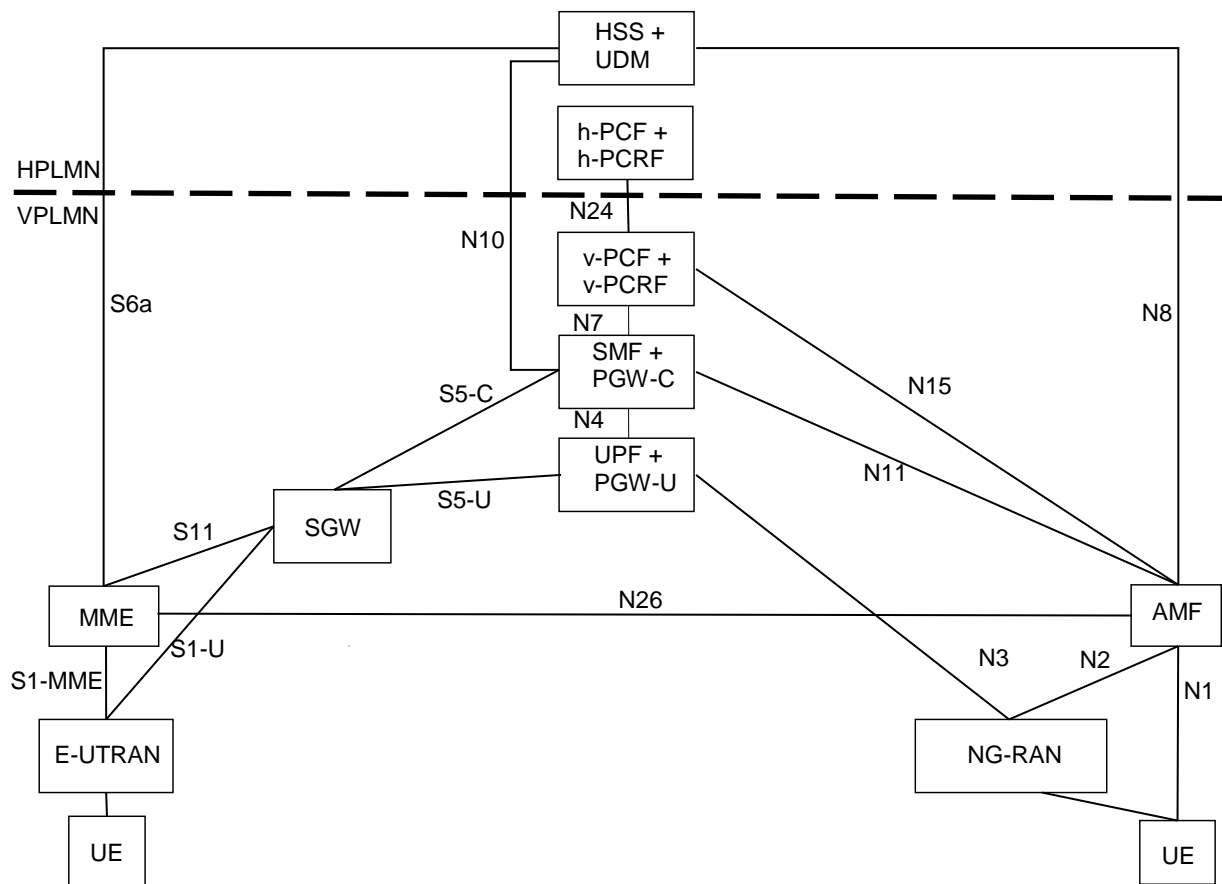 HSS +
UDM
h-PCF +
h-PCRF
HPLMN
VPLMN
N24
N10
v-PCF +
v-PCRF
S6a
N8
N7
SMF +
PGW-C
N15
S5-C
N4
UPF +
PGW-U
N11
S5-U
SGW
S11
N26
MME
AMF
S1-U
N3
N2
S1-MME
N1
E-UTRAN
NG-RAN
UE
UE